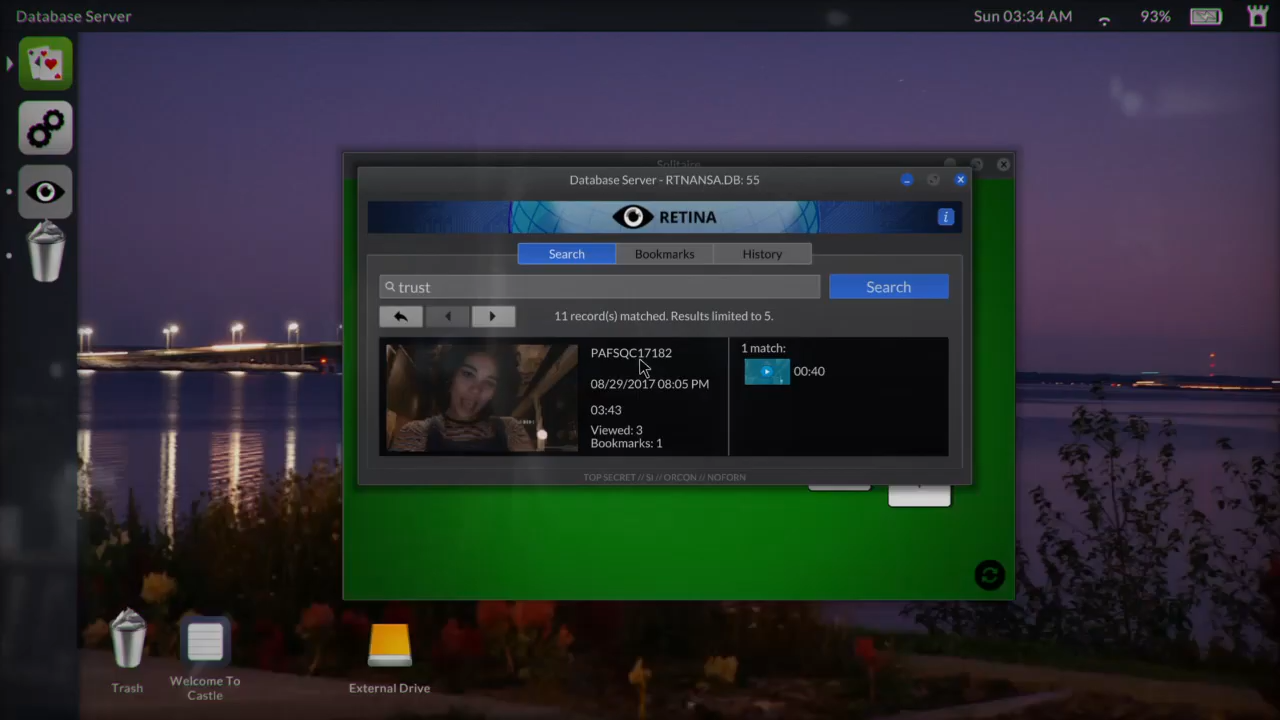 Database Server
Sun 03:34 AM
93%
Solitaire
Database Server - RTNANSA.DB: 55
RETINA
i
Search
Bookmarks
History
trust
Search
11 record(s) matched. Results limited to 5.
PAFSQC17182
08/29/2017 08:05 PM
03:43
Viewed: 3
Bookmarks: 1
1 match:
00:40
TOP SECRET // SI // ORCON // NOFORN
Trash
Welcome To
Castle
External Drive